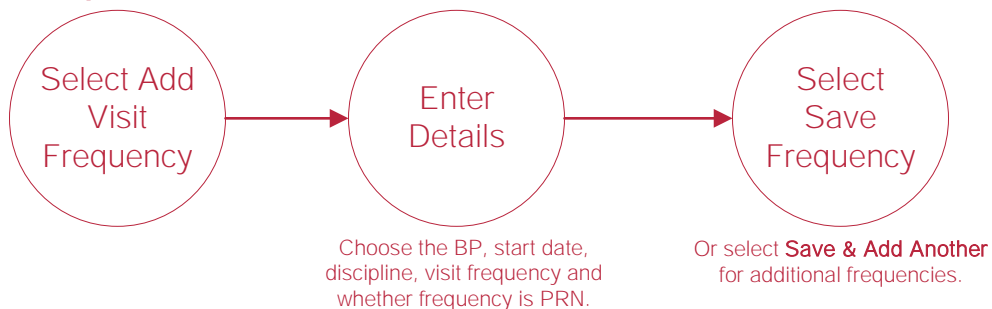 Select Add
Visit
Frequency
Enter
Details
Choose the BP, start date,
discipline, visit frequency and
whether frequency is PRN.
Select
Save
Frequency
Or select Save & Add Another
for additional frequencies.